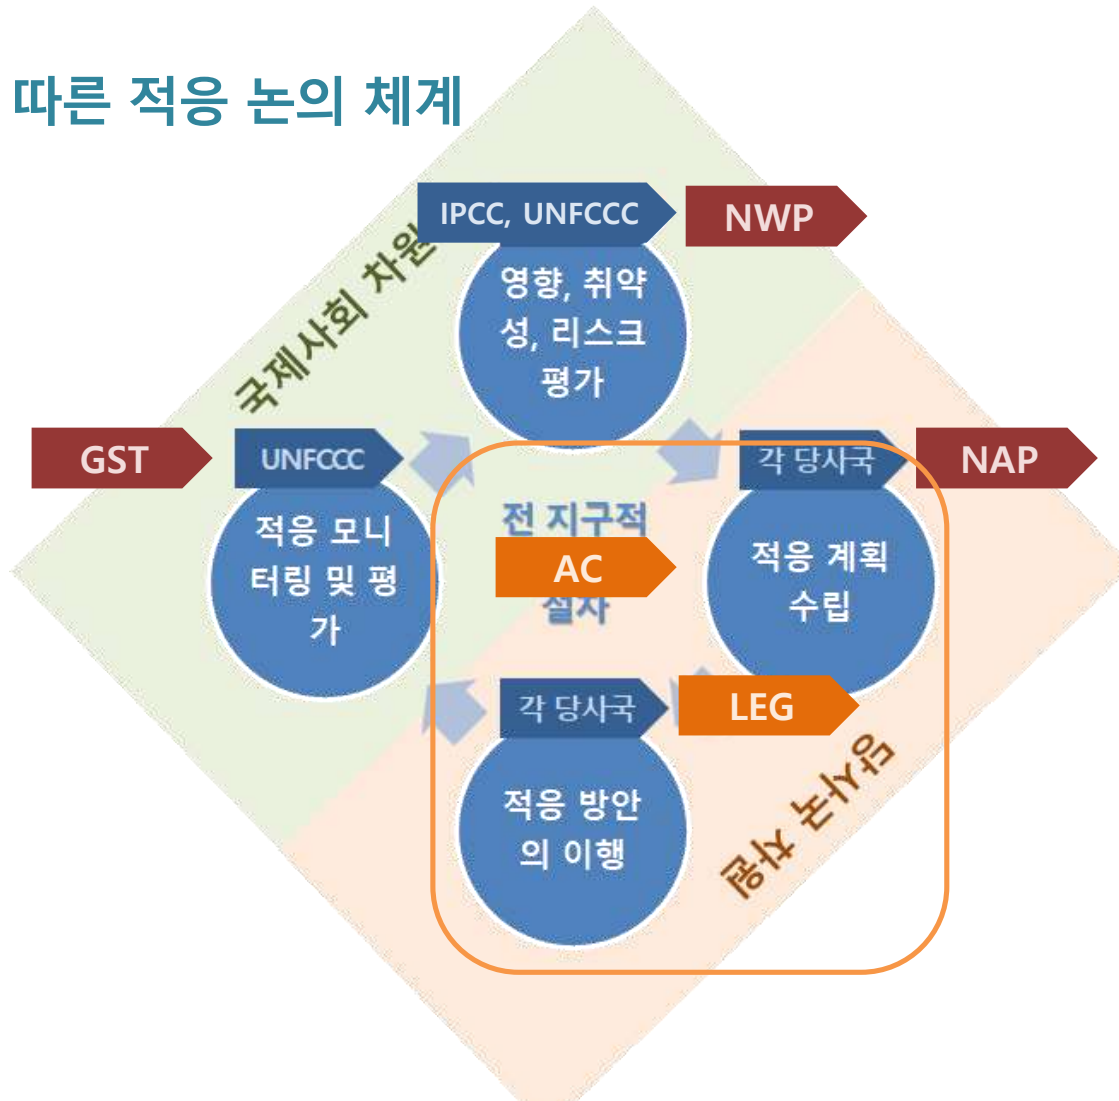 따른 적응 논의 체계
IPCC, UNFCCC
NWP
국제사회 차원
영향, 취약
성, 리스크
평가
GST
UNFCCC
각 당사국
NAP
적응 모니
터링 및 평
가
전 지구적
AC
적응 계획
수립
각 당사국
LEG
당사국 차원
적응 방안
의 이행